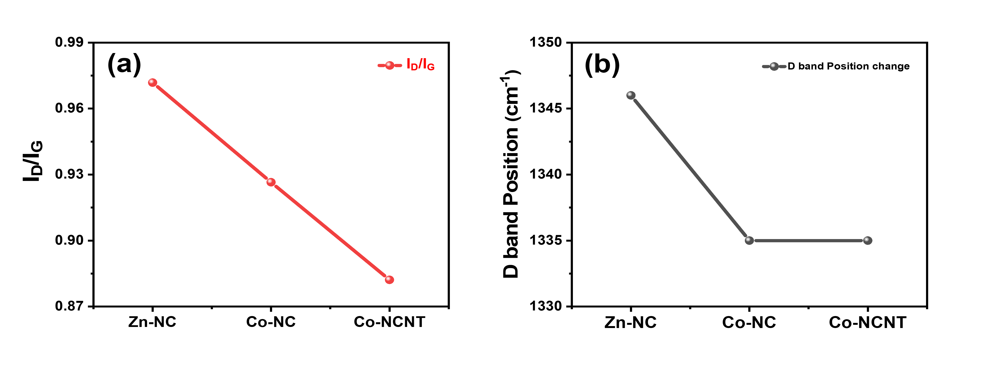 (a)
I_D/I_G
I_D/I_G
0.99
0.96
0.93
0.90
0.87
Zn-NC
Co-NC
Co-NCNT
(b)
D band Position change
D band Position (cm⁻¹)
1350
1345
1340
1335
1330
Zn-NC
Co-NC
Co-NCNT